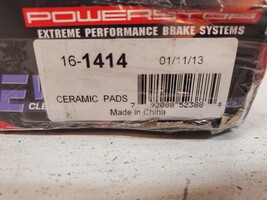 POWERSTOP
EXTREME PERFORMANCE BRAKE SYSTEMS
16-1414 01/11/13
CERAMIC PADS
Made in China